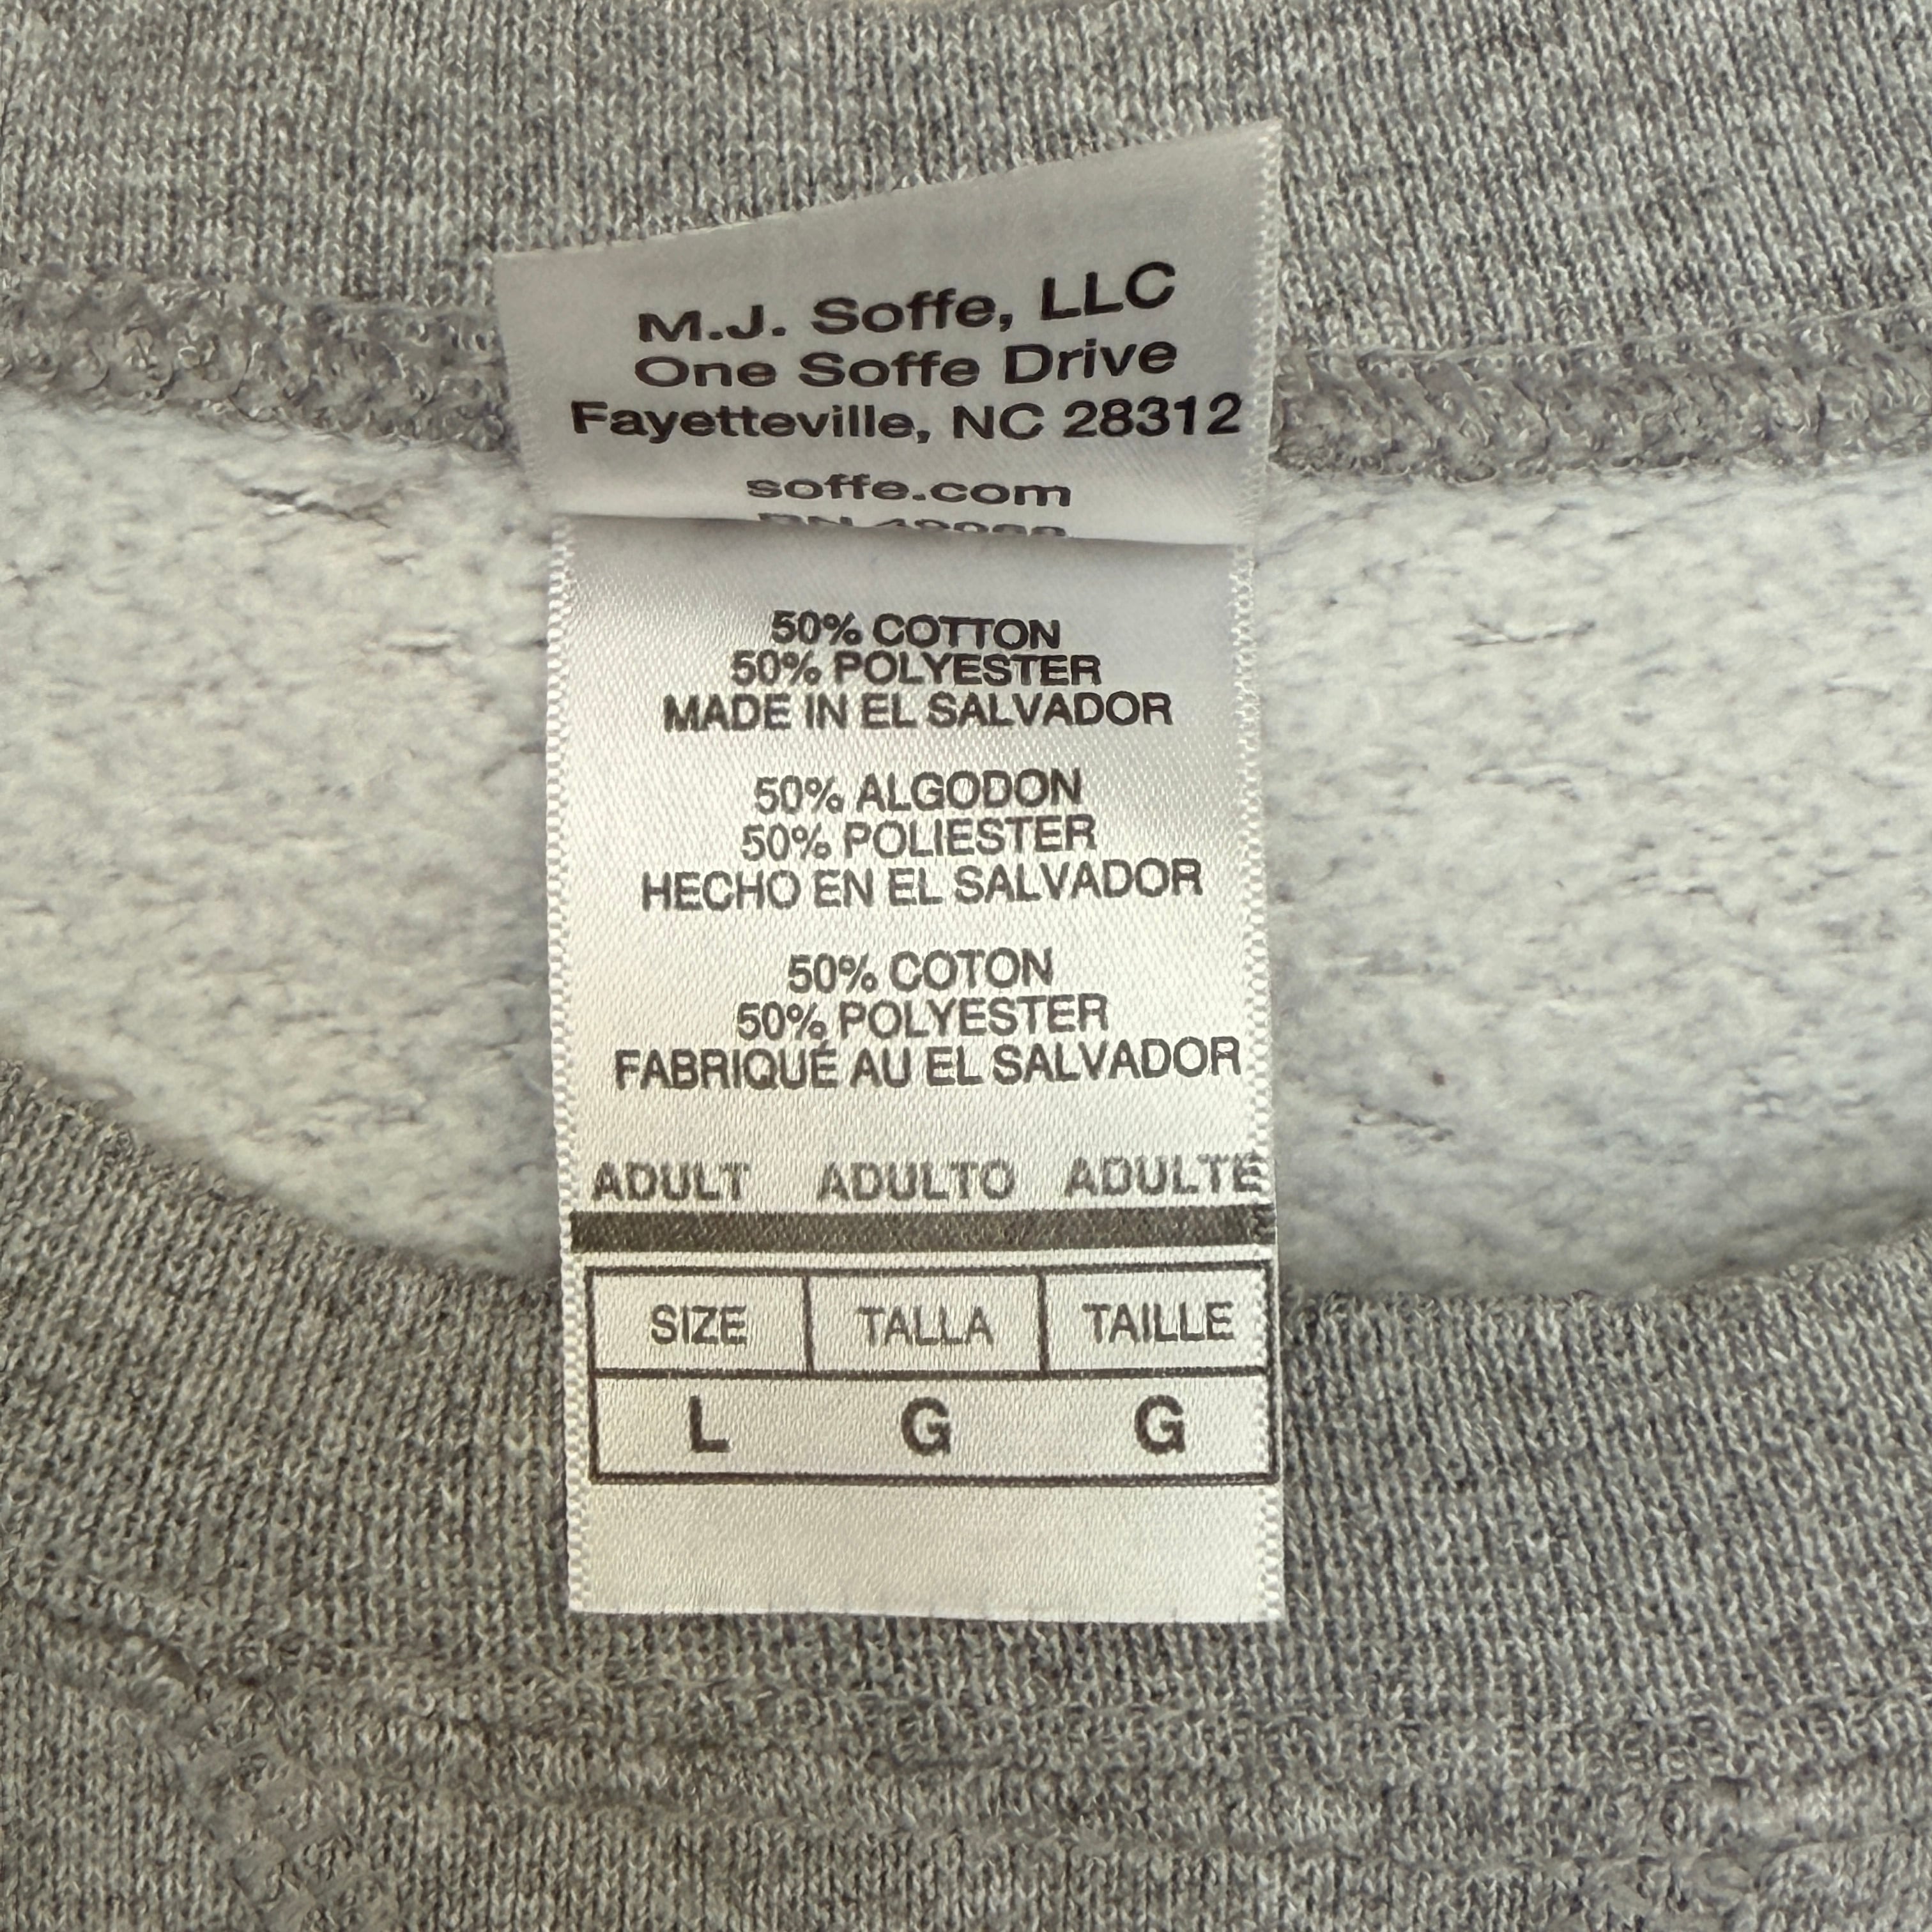 M.J. Soffe, LLC
One Soffe Drive
Fayetteville, NC 28312
soffe.com
50% COTTON
50% POLYESTER
MADE IN EL SALVADOR
50% ALGODON
50% POLIESTER
HECHO EN EL SALVADOR
50% COTON
50% POLYESTER
FABRIQUÉ AU EL SALVADOR
ADULT ADULTO ADULTE
SIZE TALLA TAILLE
L G G